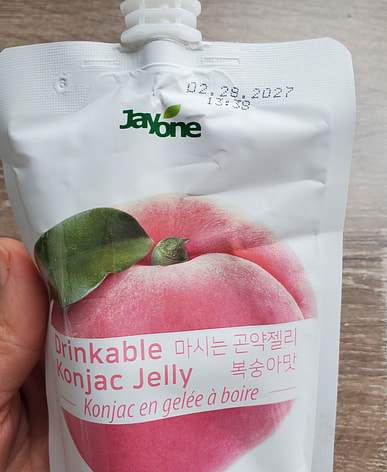 02.28.2027
13:38
Jayone
Drinkable 마시는 곤약젤리
Konjac Jelly 복숭아맛
Konjac en gelée à boire